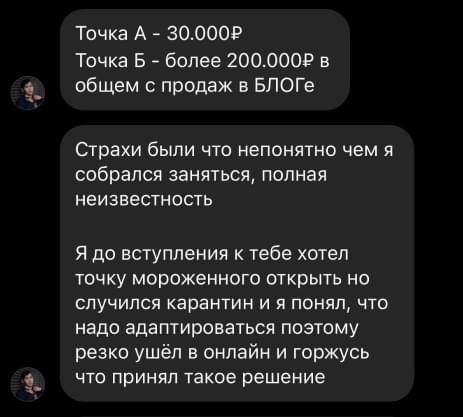 Точка А - 30.000₽
Точка Б - более 200.000₽ в
общем с продаж в БЛОГе
Страхи были что непонятно чем я
собрался заняться, полная
неизвестность
Я до вступления к тебе хотел
точку мороженного открыть но
случился карантин и я понял, что
надо адаптироваться поэтому
резко ушёл в онлайн и горжусь
что принял такое решение